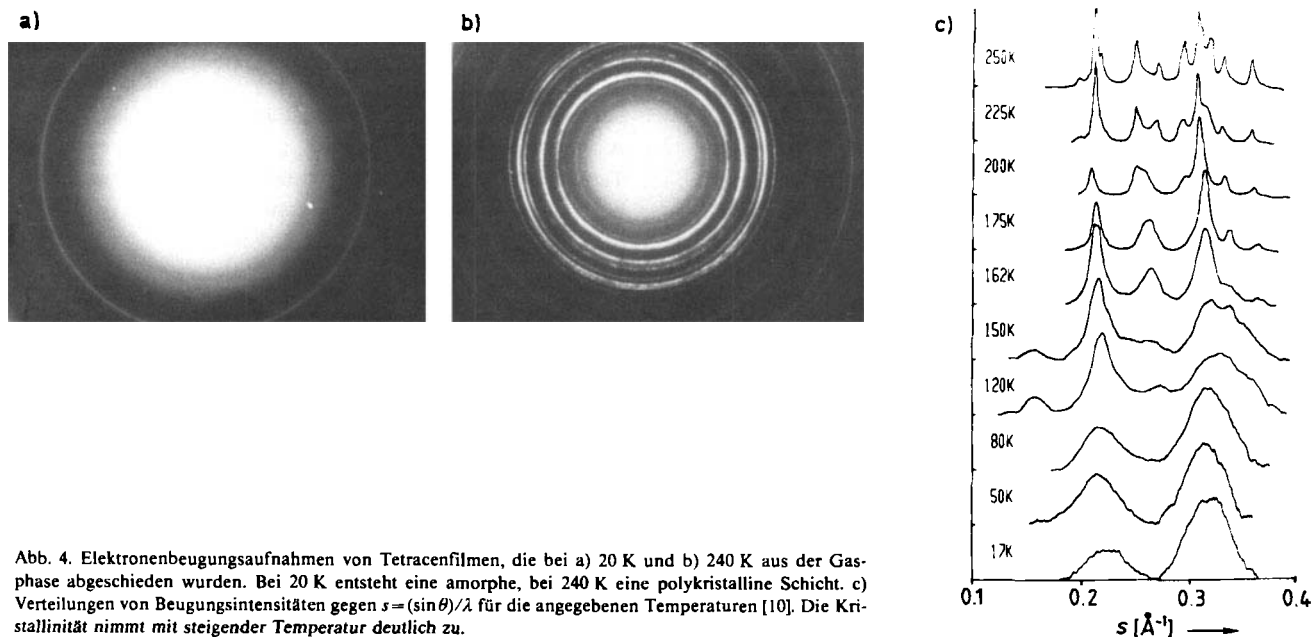 a)
b)
c)
250K
225K
200K
175K
162K
150K
120K
80K
50K
17K
0.1
0.2
0.3
0.4
s [Å⁻¹]
Abb. 4. Elektronenbeugungsaufnahmen von Tetracenfilmen, die bei a) 20 K und b) 240 K aus der Gas-
phase abgeschieden wurden. Bei 20 K entsteht eine amorphe, bei 240 K eine polykristalline Schicht. c)
Verteilungen von Beugungsintensitäten gegen s=(sinθ)/λ für die angegebenen Temperaturen [10]. Die Kri-
stallinität nimmt mit steigender Temperatur deutlich zu.